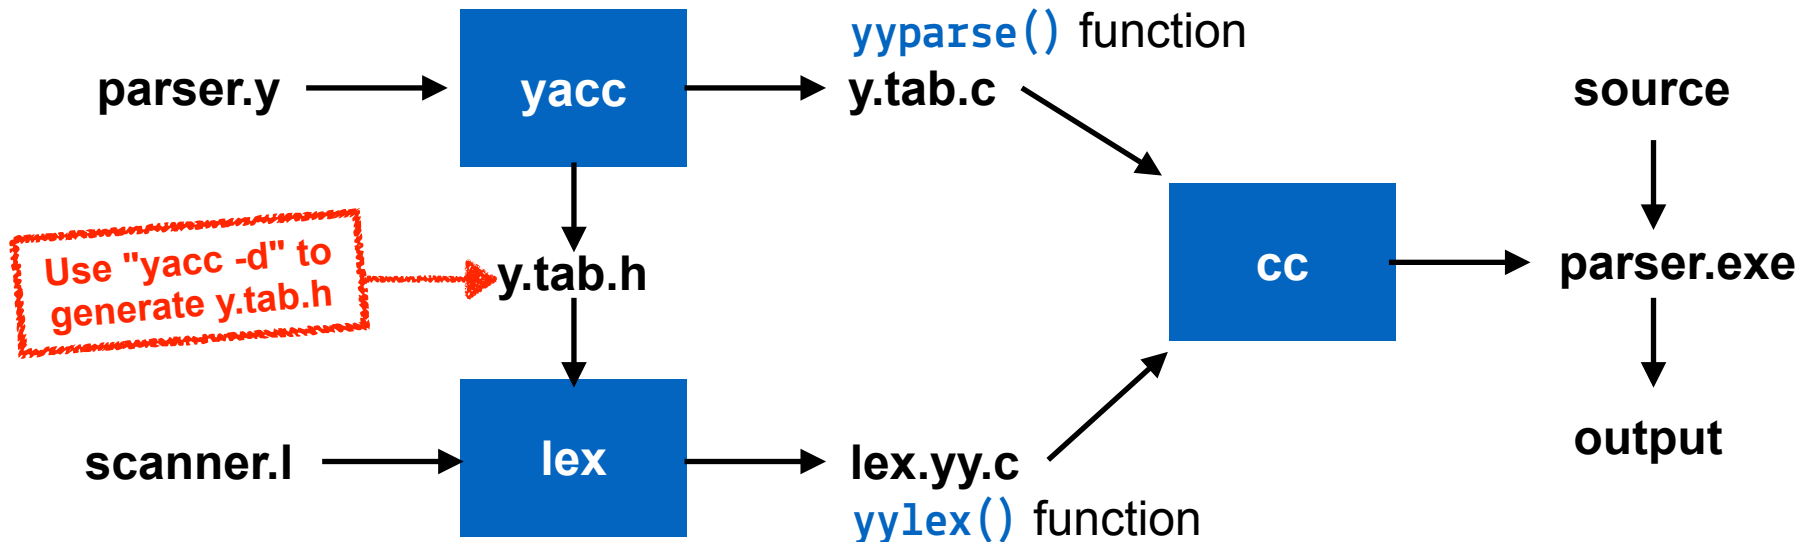 yyparse() function
parser.y
yacc
y.tab.c
source
Use "yacc -d" to
generate y.tab.h
y.tab.h
cc
parser.exe
scanner.l
lex
lex.yy.c
output
yylex() function